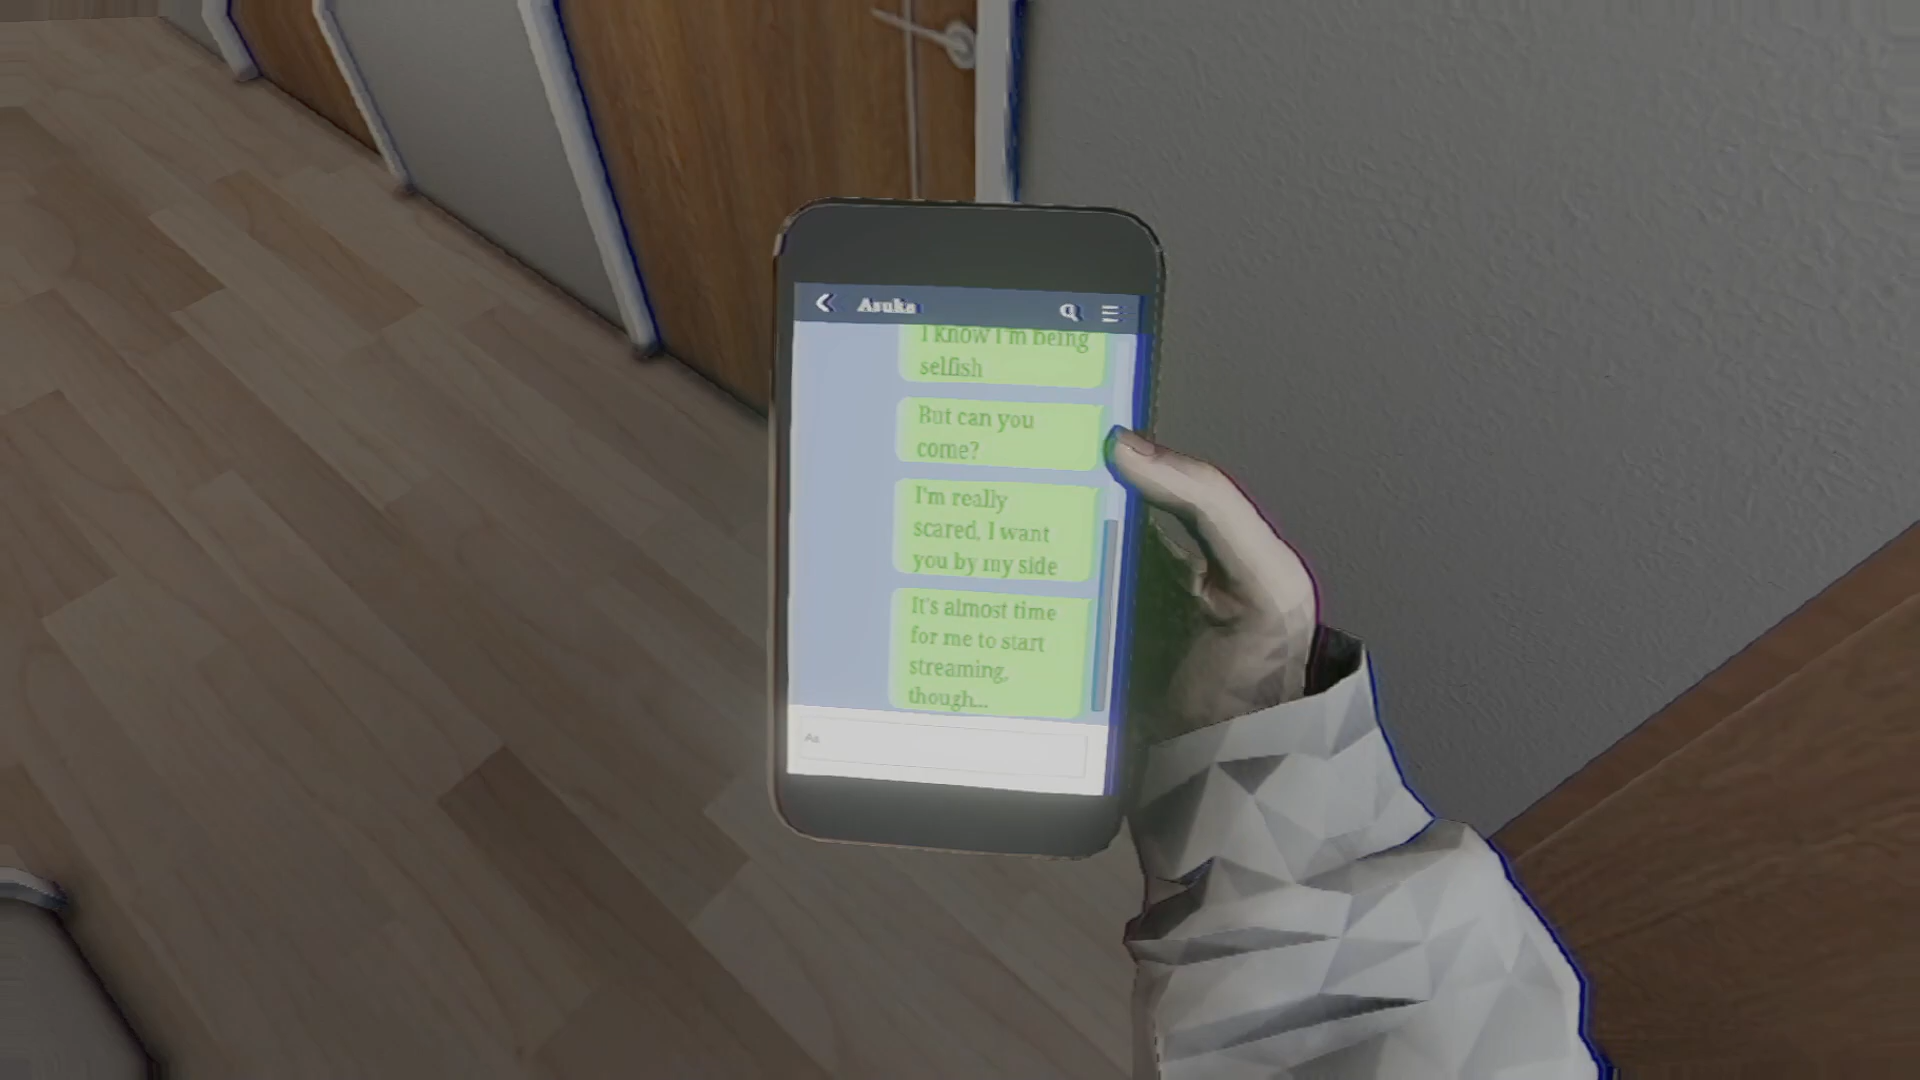 Asuka
I know I'm being
selfish
But can you
come?
I'm really
scared, I want
you by my side
It's almost time
for me to start
streaming,
though...
Aa